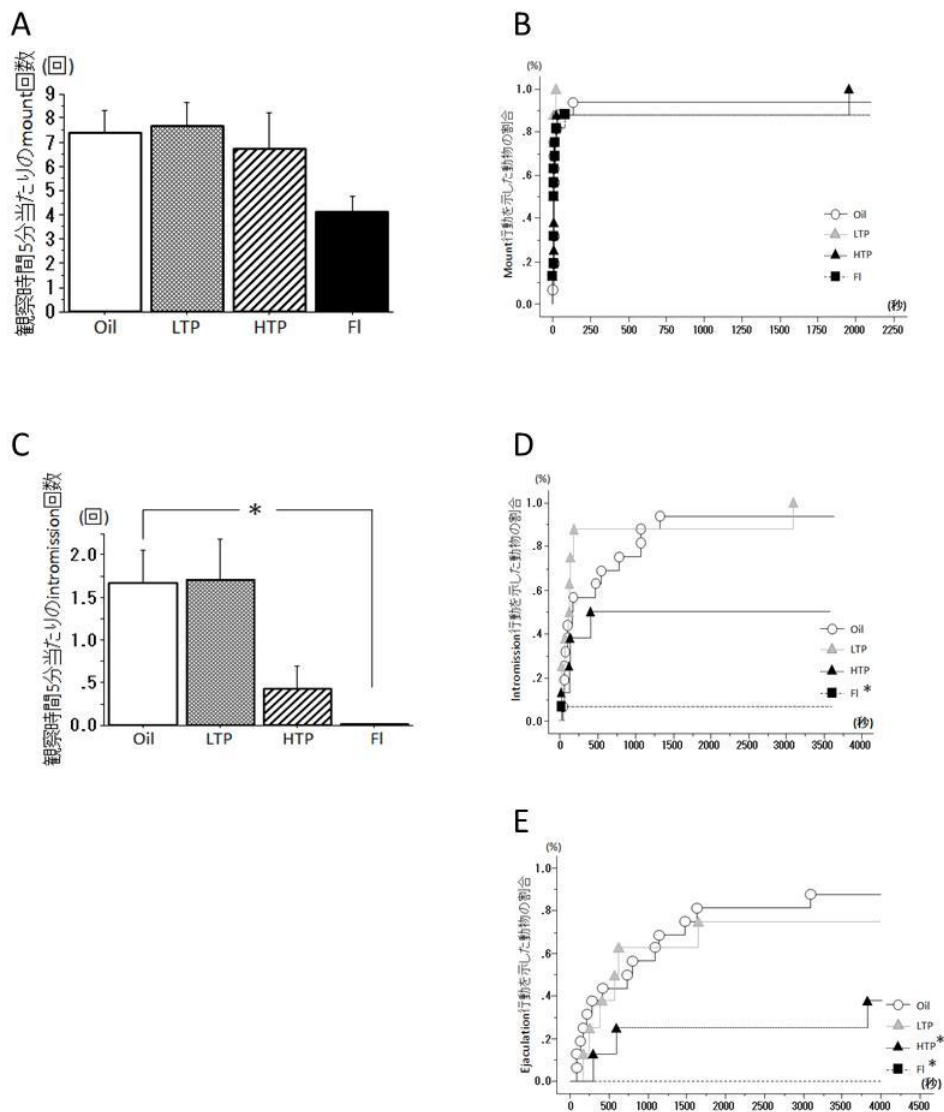 A
(回)
観察時間5分当たりのmount回数
9
8
7
6
5
4
3
2
1
0
Oil LTP HTP Fl
B
(%)
Mount行動を示した動物の割合
1.0
.8
.6
.4
.2
0.0
Oil
LTP
HTP
Fl
(秒)
0 250 500 750 1000 1250 1500 1750 2000 2250
C
(回)
観察時間5分当たりのintromission回数
*
2.0
1.5
1.0
.5
0.0
Oil LTP HTP Fl
D
(%)
Intromission行動を示した動物の割合
1.0
.8
.6
.4
.2
0.0
Oil
LTP
HTP
Fl *
(秒)
0 500 1000 1500 2000 2500 3000 3500 4000
E
(%)
Ejaculation行動を示した動物の割合
1.0
.8
.6
.4
.2
0.0
Oil
LTP
HTP*
Fl *
(秒)
0 500 1000 1500 2000 2500 3000 3500 4000 4500